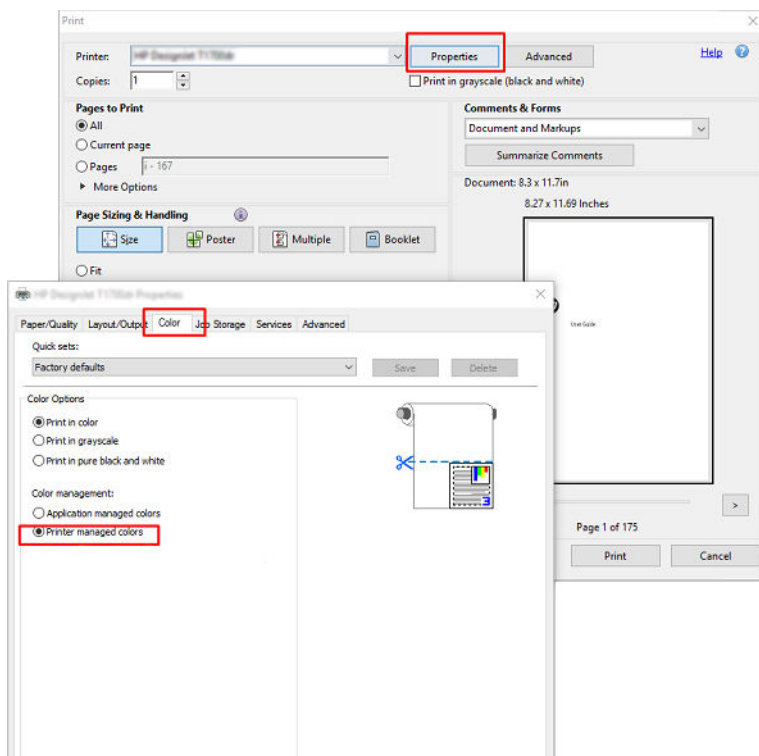 Print
Printer:
Properties
Advanced
Help
Copies:
1
Print in grayscale (black and white)
Pages to Print
All
Current page
Pages
i - 167
More Options
Comments & Forms
Document and Markups
Summarize Comments
Page Sizing & Handling
Size
Poster
Multiple
Booklet
Fit
Document: 8.3 x 11.7in
8.27 x 11.69 Inches
User Guide
>
Page 1 of 175
Print
Cancel
Properties
Paper/Quality
Layout/Output
Color
Job Storage
Services
Advanced
Quick sets:
Factory defaults
Save
Delete
Color Options
Print in color
Print in grayscale
Print in pure black and white
Color management:
Application managed colors
Printer managed colors
3